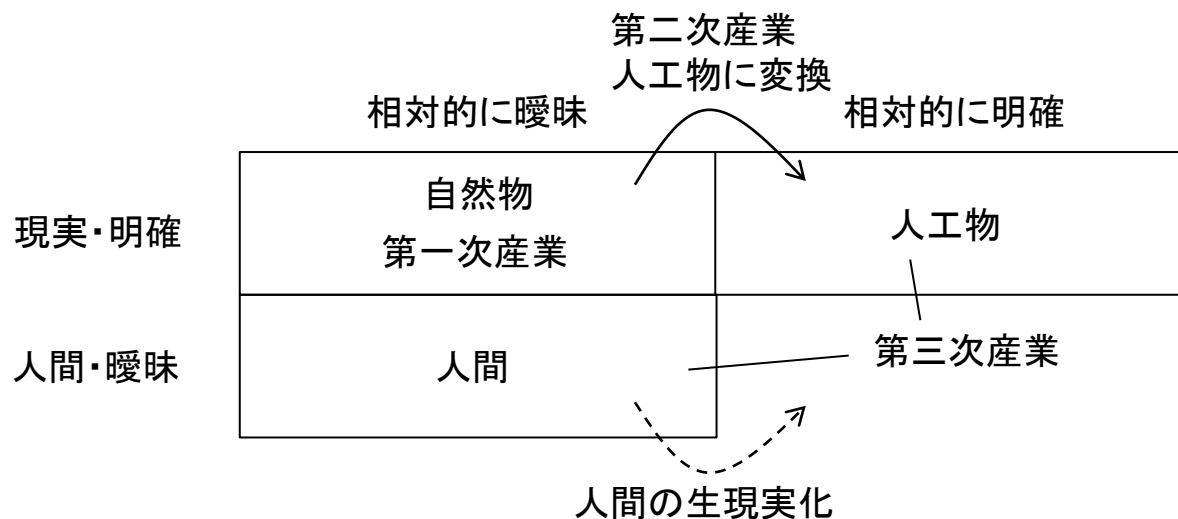 第二次産業
人工物に変換
相対的に曖昧
相対的に明確
現実・明確
自然物
第一次産業
人工物
人間・曖昧
人間
第三次産業
人間の生現実化